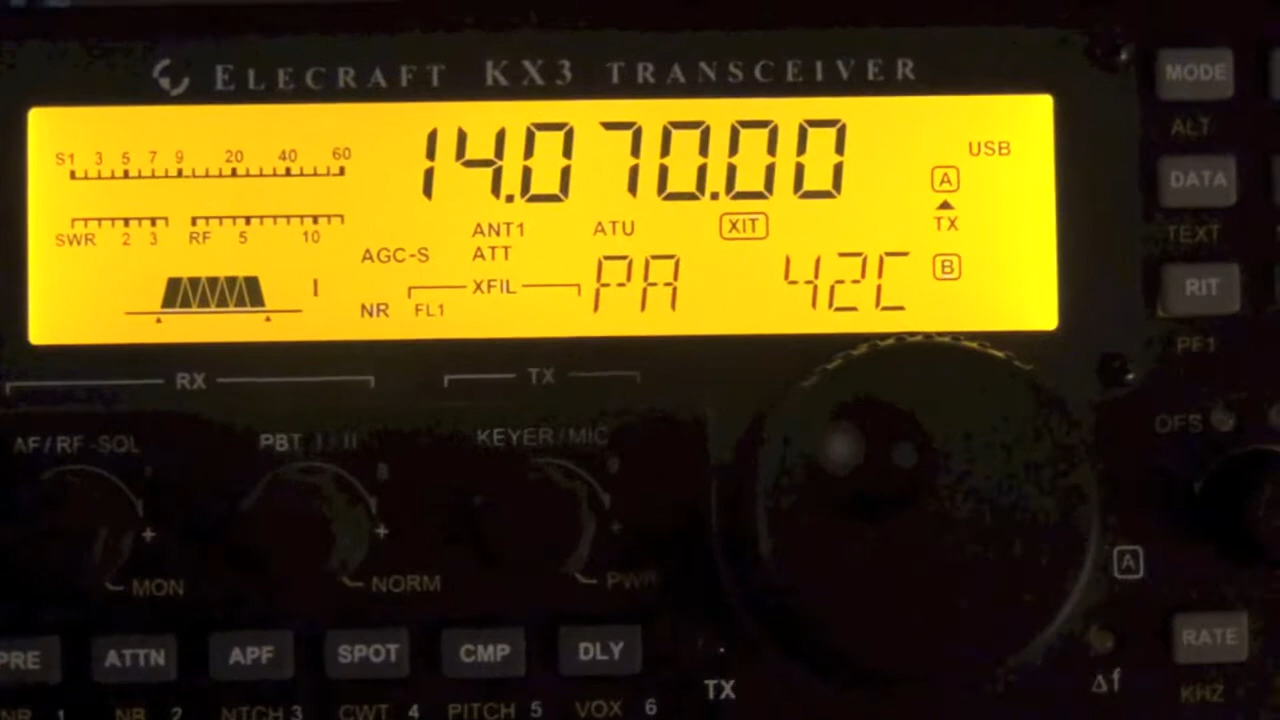 ELECRAFT KX3 TRANSCEIVER
MODE
ALT
S1 3 5 7 9 20 40 60
14.070.00
USB
A
DATA
SWR 2 3 RF 5 10
ANT1 ATU XIT
TX
TEXT
AGC-S ATT
PA 42C
B
XFIL
RIT
NR FL1
I
PF1
RX
TX
AF/RF-SQL
PBT I/II
KEYER/MIC
OFS
+
+
+
MON
NORM
PWR
A
PRE ATTN APF SPOT CMP DLY
RATE
TX
Δf
KHZ
NR 1 NB 2 NTCH 3 CWT 4 PITCH 5 VOX 6